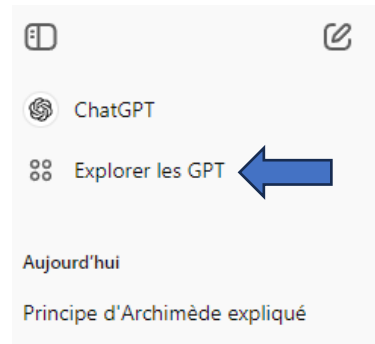 ChatGPT
Explorer les GPT
Aujourd'hui
Principe d'Archimède expliqué